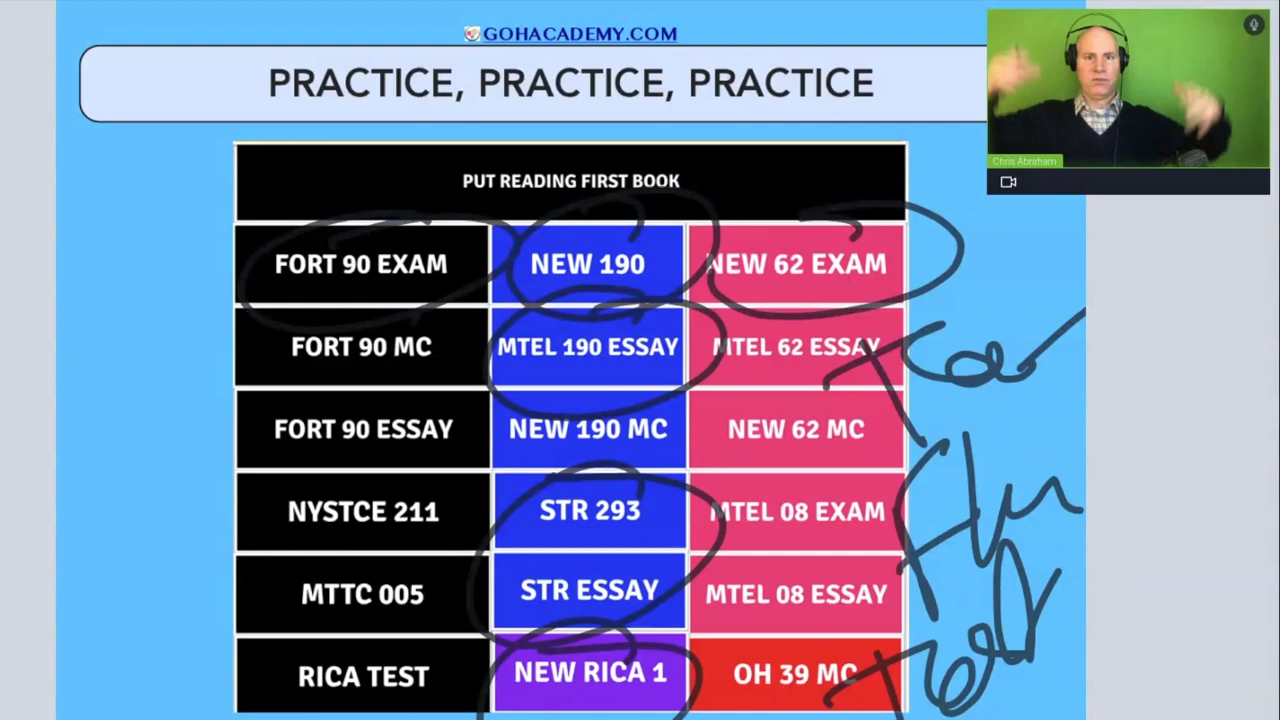 GOHACADEMY.COM
PRACTICE, PRACTICE, PRACTICE
Chris Abraham
PUT READING FIRST BOOK
FORT 90 EXAM NEW 190 NEW 62 EXAM
FORT 90 MC MTEL 190 ESSAY MTEL 62 ESSAY
FORT 90 ESSAY NEW 190 MC NEW 62 MC
NYSTCE 211 STR 293 MTEL 08 EXAM
MTTC 005 STR ESSAY MTEL 08 ESSAY
RICA TEST NEW RICA 1 OH 39 MC